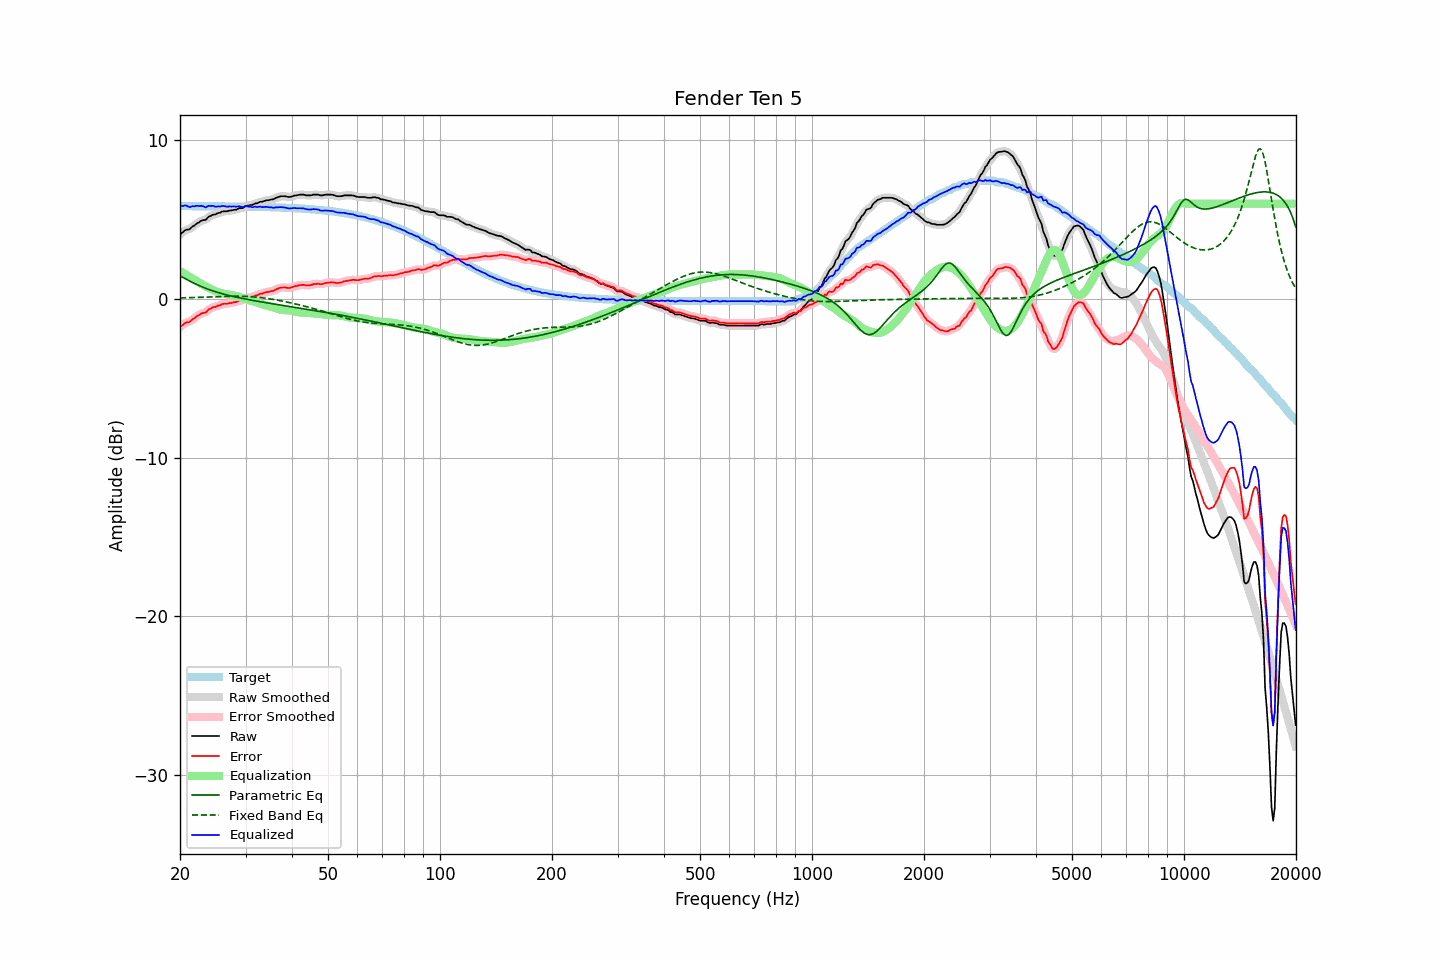 Fender Ten 5
10
0
−10
−20
−30
Amplitude (dBr)
Target
Raw Smoothed
Error Smoothed
Raw
Error
Equalization
Parametric Eq
Fixed Band Eq
Equalized
20 50 100 200 500 1000 2000 5000 10000 20000
Frequency (Hz)